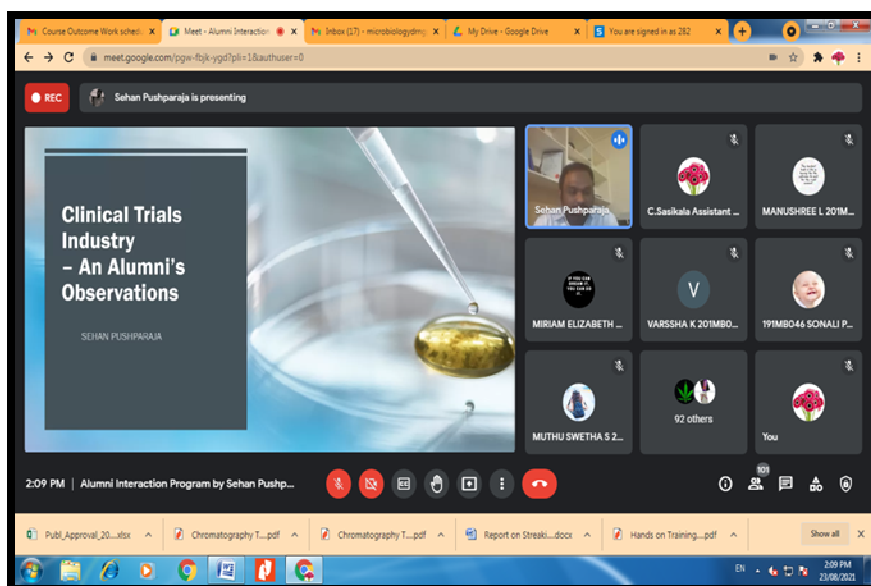 Course Outcome Work sched. X
Meet - Alumni Interaction X
Inbox (17) - microbiologydm X
My Drive - Google Drive X
You are signed in as 282 X
meet.google.com/pgw-fbjk-ygd?pli=1&authuser=0
REC
Sehan Pushparaja is presenting
Clinical Trials
Industry
– An Alumni's
Observations
SEHAN PUSHPARAJA
Sehan Pushparaja
C.Sasikala Assistant ...
MANUSHREE L 201M...
MIRIAM ELIZABETH ...
V
VARSSHA K 201MBO...
191MBO46 SONALI P...
MUTHU SWETHA S 2...
92 others
You
2:09 PM | Alumni Interaction Program by Sehan Pushp...
101
Publ_Approval_20....xlsx
Chromatography T....pdf
Chromatography T....pdf
Report on Streaki....docx
Hands on Training....pdf
Show all X
EN
2:09 PM
23/08/2021